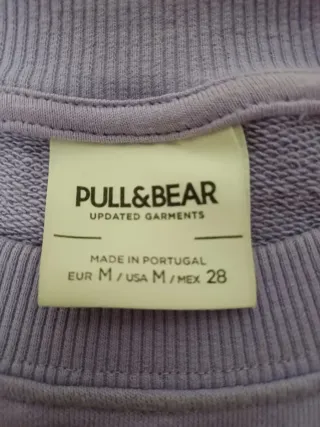 PULL&BEAR
UPDATED GARMENTS
MADE IN PORTUGAL
EUR M / USA M / MEX 28